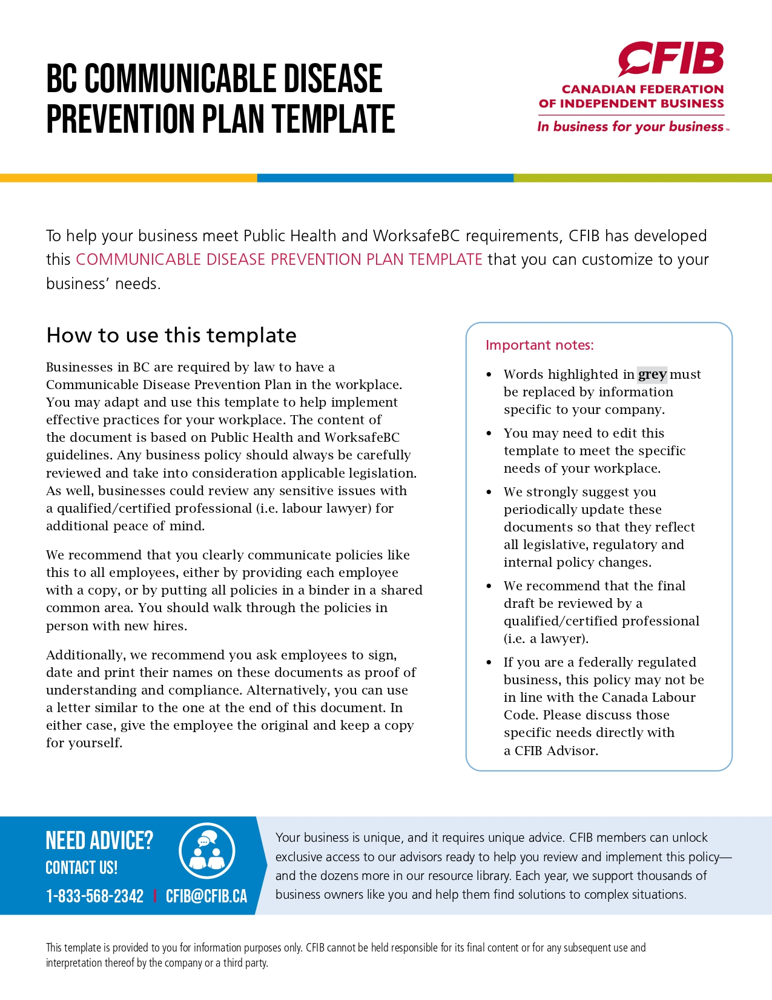 BC COMMUNICABLE DISEASE
PREVENTION PLAN TEMPLATE
CFIB
CANADIAN FEDERATION
OF INDEPENDENT BUSINESS
In business for your business™
To help your business meet Public Health and WorksafeBC requirements, CFIB has developed
this COMMUNICABLE DISEASE PREVENTION PLAN TEMPLATE that you can customize to your
business’ needs.
How to use this template
Businesses in BC are required by law to have a
Communicable Disease Prevention Plan in the workplace.
You may adapt and use this template to help implement
effective practices for your workplace. The content of
the document is based on Public Health and WorksafeBC
guidelines. Any business policy should always be carefully
reviewed and take into consideration applicable legislation.
As well, businesses could review any sensitive issues with
a qualified/certified professional (i.e. labour lawyer) for
additional peace of mind.
We recommend that you clearly communicate policies like
this to all employees, either by providing each employee
with a copy, or by putting all policies in a binder in a shared
common area. You should walk through the policies in
person with new hires.
Additionally, we recommend you ask employees to sign,
date and print their names on these documents as proof of
understanding and compliance. Alternatively, you can use
a letter similar to the one at the end of this document. In
either case, give the employee the original and keep a copy
for yourself.
Important notes:
• Words highlighted in grey must
be replaced by information
specific to your company.
• You may need to edit this
template to meet the specific
needs of your workplace.
• We strongly suggest you
periodically update these
documents so that they reflect
all legislative, regulatory and
internal policy changes.
• We recommend that the final
draft be reviewed by a
qualified/certified professional
(i.e. a lawyer).
• If you are a federally regulated
business, this policy may not be
in line with the Canada Labour
Code. Please discuss those
specific needs directly with
a CFIB Advisor.
NEED ADVICE?
CONTACT US!
1-833-568-2342 | CFIB@CFIB.CA
Your business is unique, and it requires unique advice. CFIB members can unlock
exclusive access to our advisors ready to help you review and implement this policy—
and the dozens more in our resource library. Each year, we support thousands of
business owners like you and help them find solutions to complex situations.
This template is provided to you for information purposes only. CFIB cannot be held responsible for its final content or for any subsequent use and
interpretation thereof by the company or a third party.